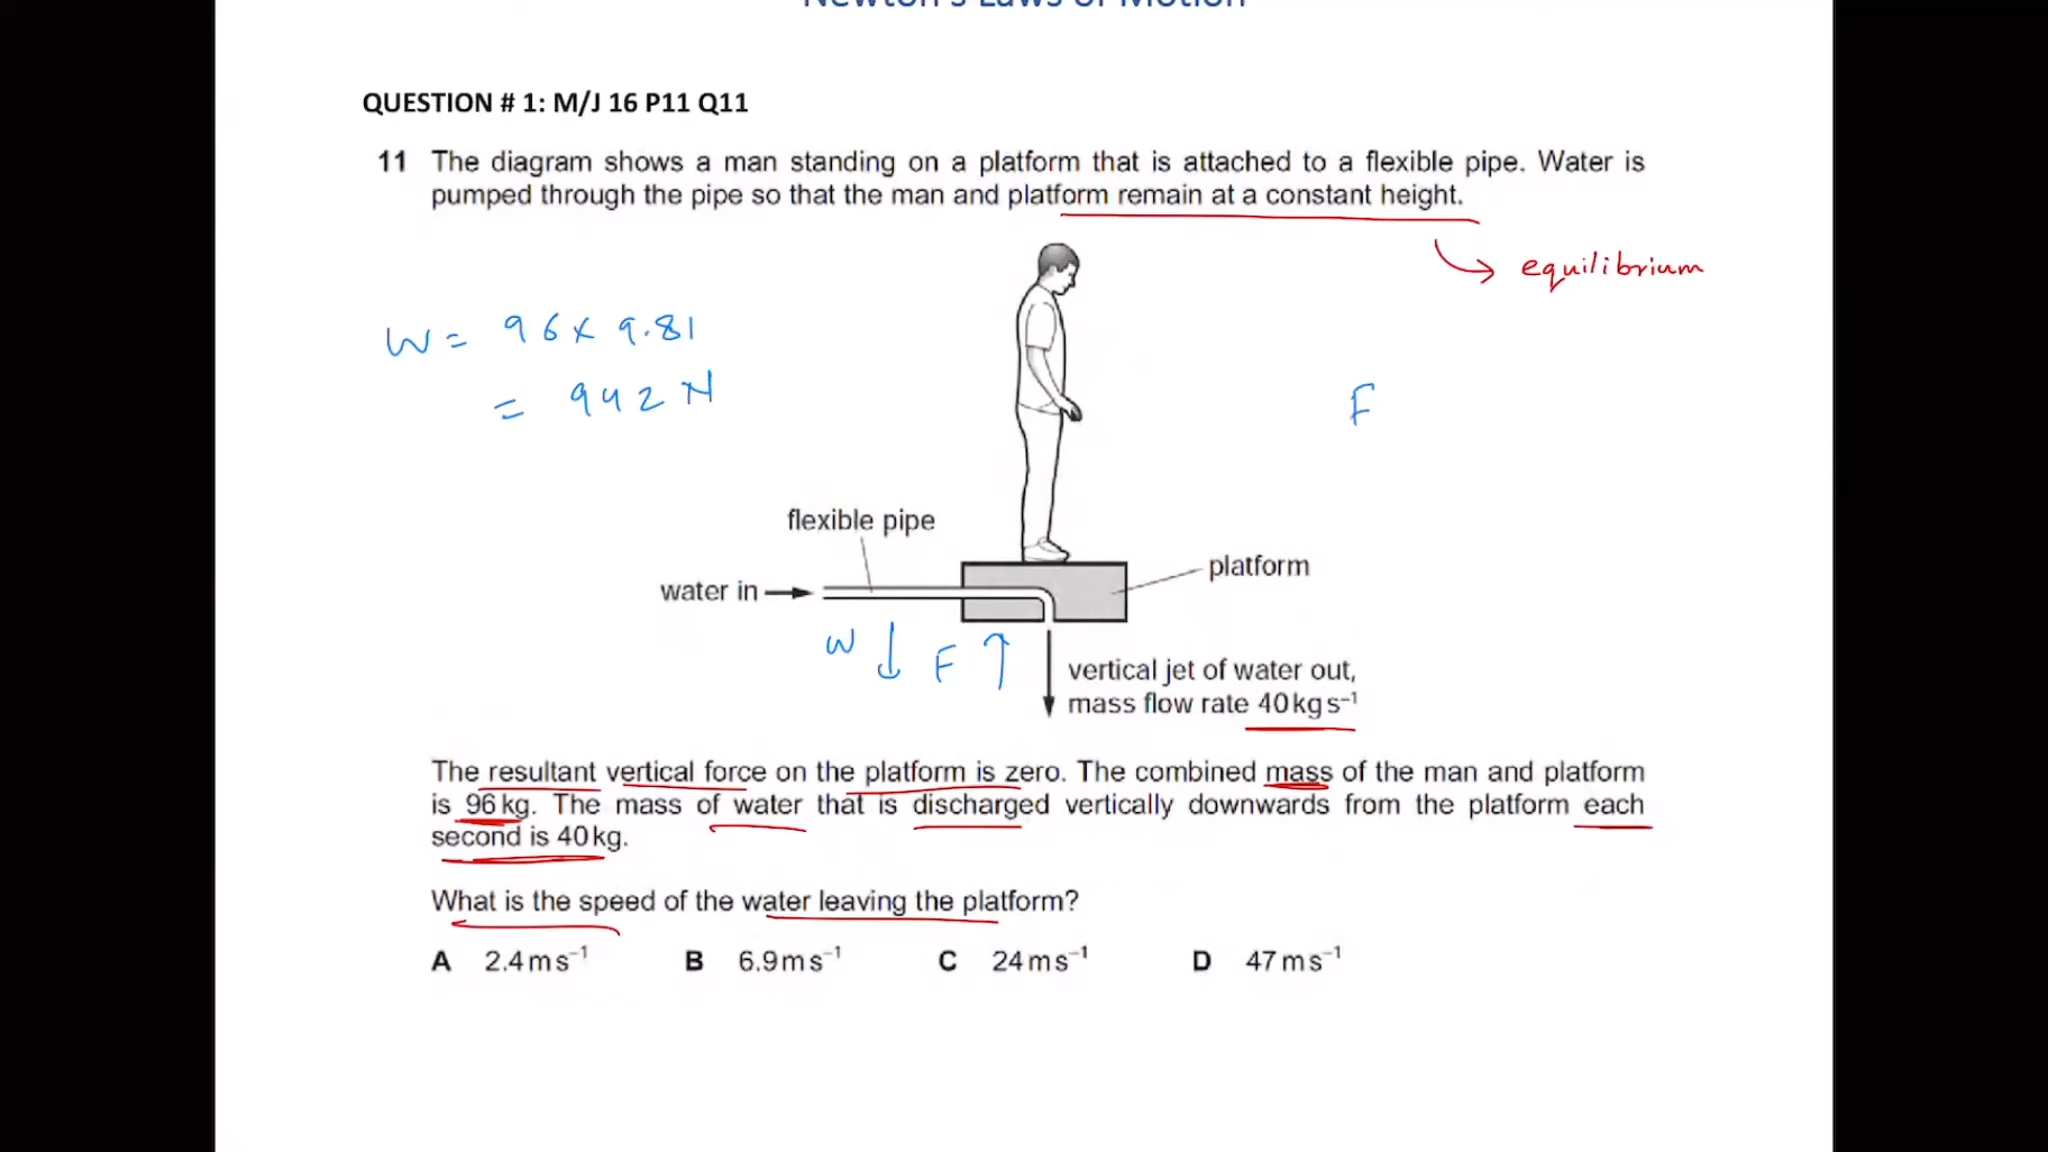 Newton's Laws of Motion
QUESTION # 1: M/J 16 P11 Q11
11 The diagram shows a man standing on a platform that is attached to a flexible pipe. Water is
pumped through the pipe so that the man and platform remain at a constant height.
equilibrium
W = 96 x 9.81
= 942 N
F
flexible pipe
platform
water in
W F
vertical jet of water out,
mass flow rate 40 kg s⁻¹
The resultant vertical force on the platform is zero. The combined mass of the man and platform
is 96 kg. The mass of water that is discharged vertically downwards from the platform each
second is 40 kg.
What is the speed of the water leaving the platform?
A 2.4 m s⁻¹ B 6.9 m s⁻¹ C 24 m s⁻¹ D 47 m s⁻¹